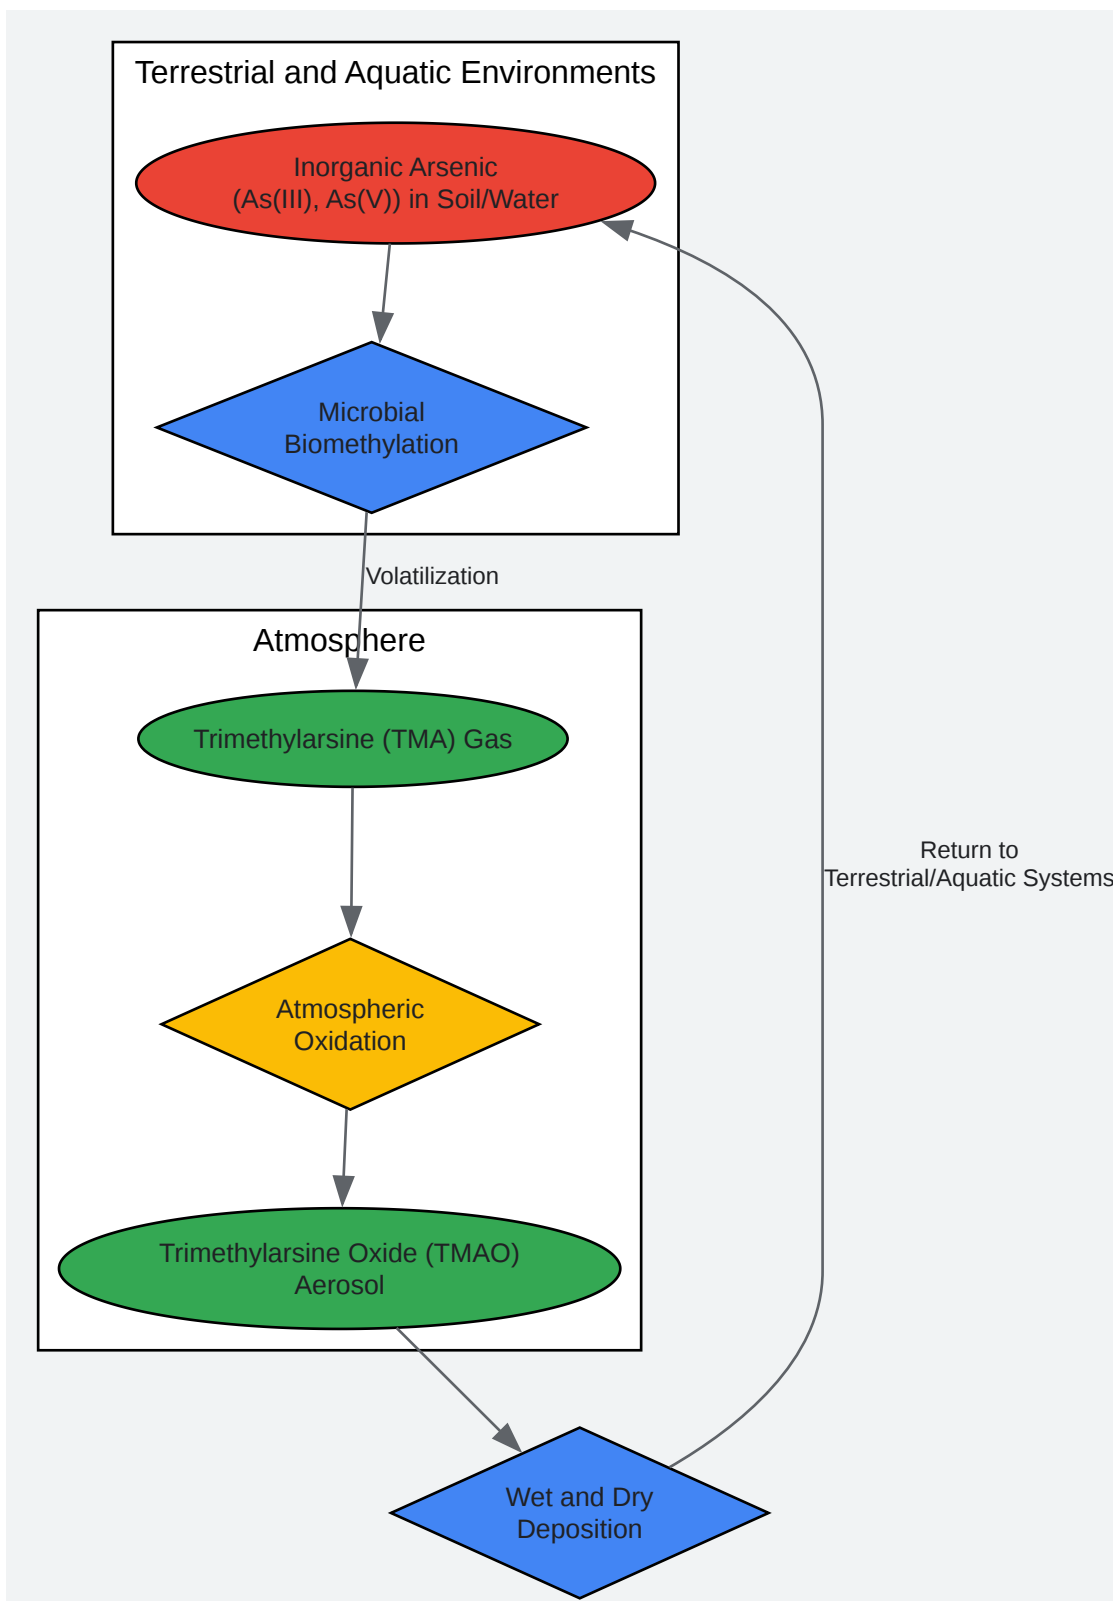 Terrestrial and Aquatic Environments
Inorganic Arsenic
(As(III), As(V)) in Soil/Water
Microbial
Biomethylation
Volatilization
Atmosphere
Trimethylarsine (TMA) Gas
Return to
Terrestrial/Aquatic Systems
Atmospheric
Oxidation
Trimethylarsine Oxide (TMAO)
Aerosol
Wet and Dry
Deposition